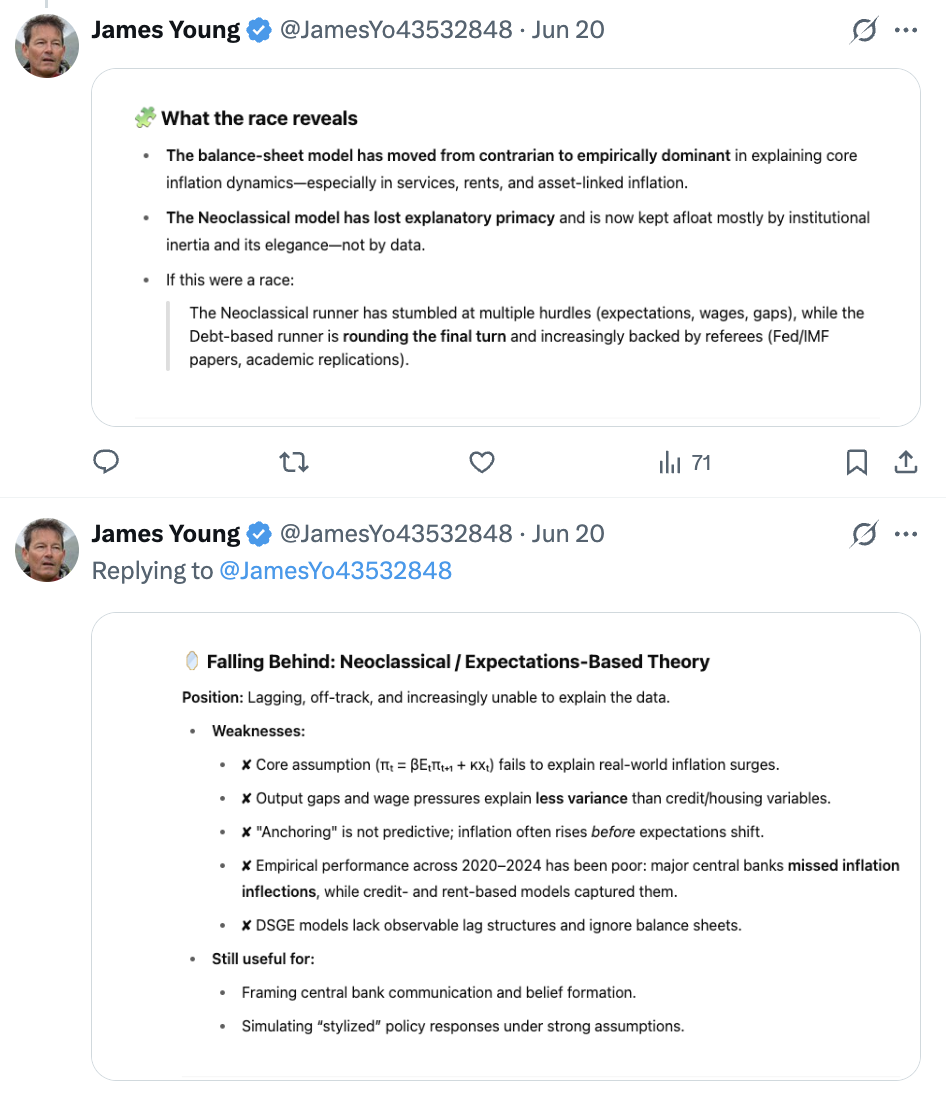 James Young @JamesYo43532848 · Jun 20
What the race reveals
• The balance-sheet model has moved from contrarian to empirically dominant in explaining core
inflation dynamics—especially in services, rents, and asset-linked inflation.
• The Neoclassical model has lost explanatory primacy and is now kept afloat mostly by institutional
inertia and its elegance—not by data.
• If this were a race:
The Neoclassical runner has stumbled at multiple hurdles (expectations, wages, gaps), while the
Debt-based runner is rounding the final turn and increasingly backed by referees (Fed/IMF
papers, academic replications).
71
James Young @JamesYo43532848 · Jun 20
Replying to @JamesYo43532848
Falling Behind: Neoclassical / Expectations-Based Theory
Position: Lagging, off-track, and increasingly unable to explain the data.
• Weaknesses:
• ✘ Core assumption (πₜ = βEₜπₜ₊₁ + κxₜ) fails to explain real-world inflation surges.
• ✘ Output gaps and wage pressures explain less variance than credit/housing variables.
• ✘ "Anchoring" is not predictive; inflation often rises before expectations shift.
• ✘ Empirical performance across 2020–2024 has been poor: major central banks missed inflation
inflections, while credit- and rent-based models captured them.
• ✘ DSGE models lack observable lag structures and ignore balance sheets.
• Still useful for:
• Framing central bank communication and belief formation.
• Simulating “stylized” policy responses under strong assumptions.